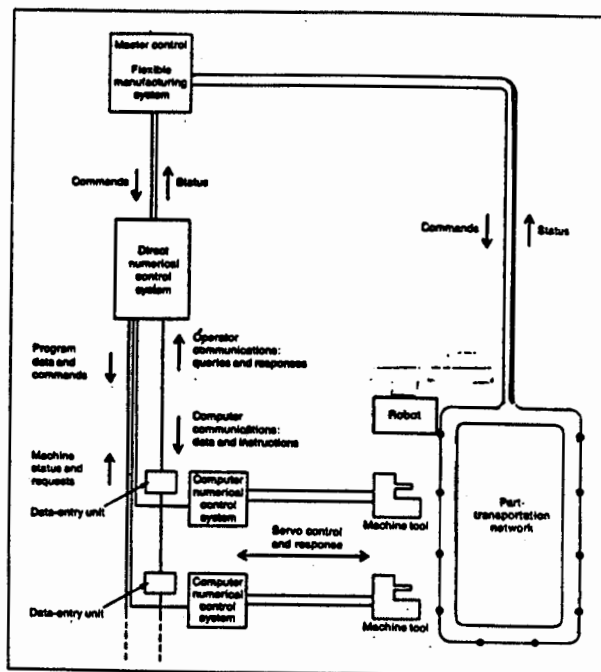 Master control
Flexible
manufacturing
system
Commands
Status
Direct
numerical
control
system
Commands
Status
Program
data and
commands
Operator
communications:
queries and responses
Computer
communications:
data and instructions
Robot
Machine
status and
requests
Data-entry unit
Computer
numerical
control
system
Machine tool
Part-
transportation
network
Servo control
and response
Data-entry
unit
Computer
numerical
control
system
Machine tool